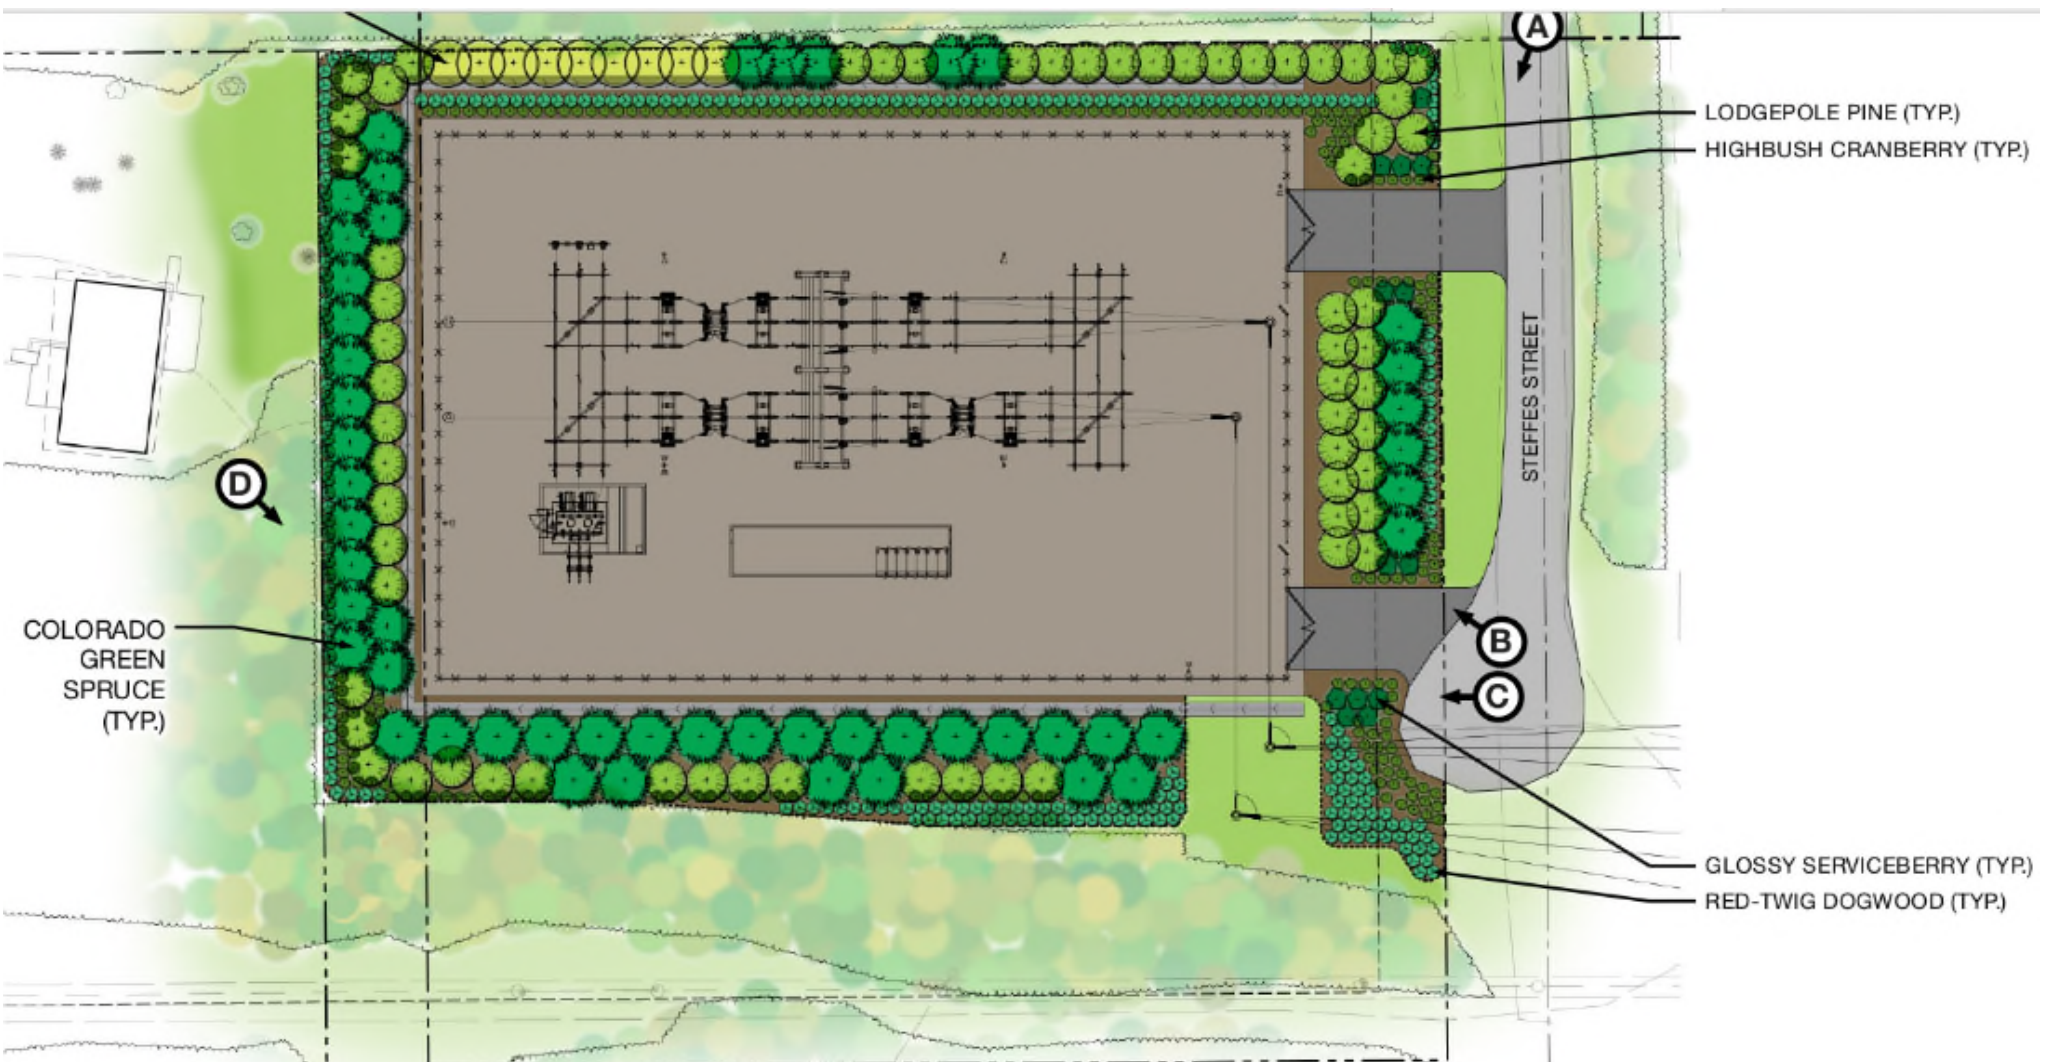 A
LODGEPOLE PINE (TYP.)
HIGHBUSH CRANBERRY (TYP.)
STEFFES STREET
D
COLORADO
GREEN
SPRUCE
(TYP.)
B
C
GLOSSY SERVICEBERRY (TYP.)
RED-TWIG DOGWOOD (TYP.)